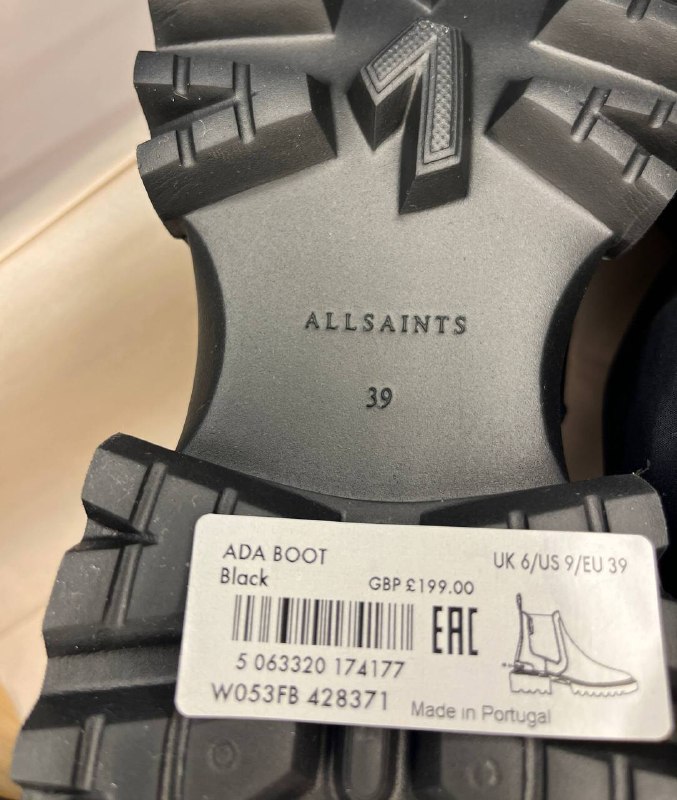 ALLSAINTS
39
ADA BOOT
Black
GBP £199.00
UK 6/US 9/EU 39
EAC
5 063320 174177
W053FB 428371
Made in Portugal